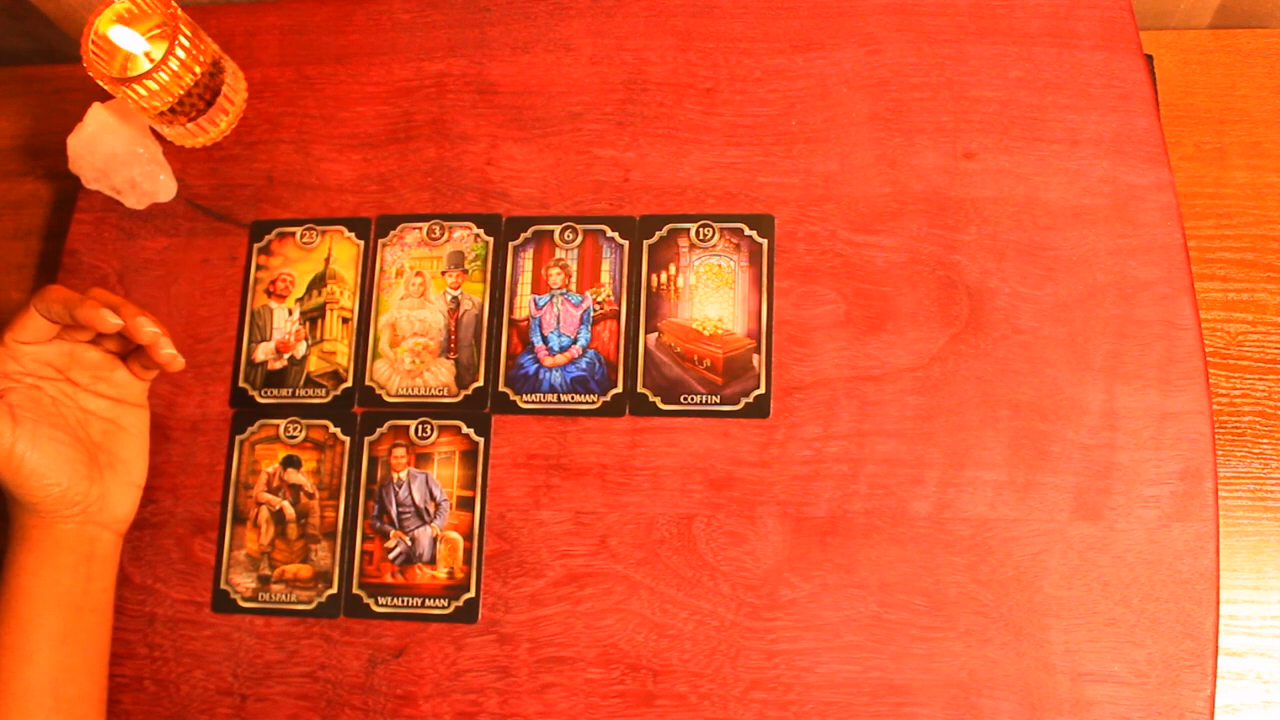 23
COURT HOUSE
3
MARRIAGE
6
MATURE WOMAN
19
COFFIN
32
DESPAIR
13
WEALTHY MAN